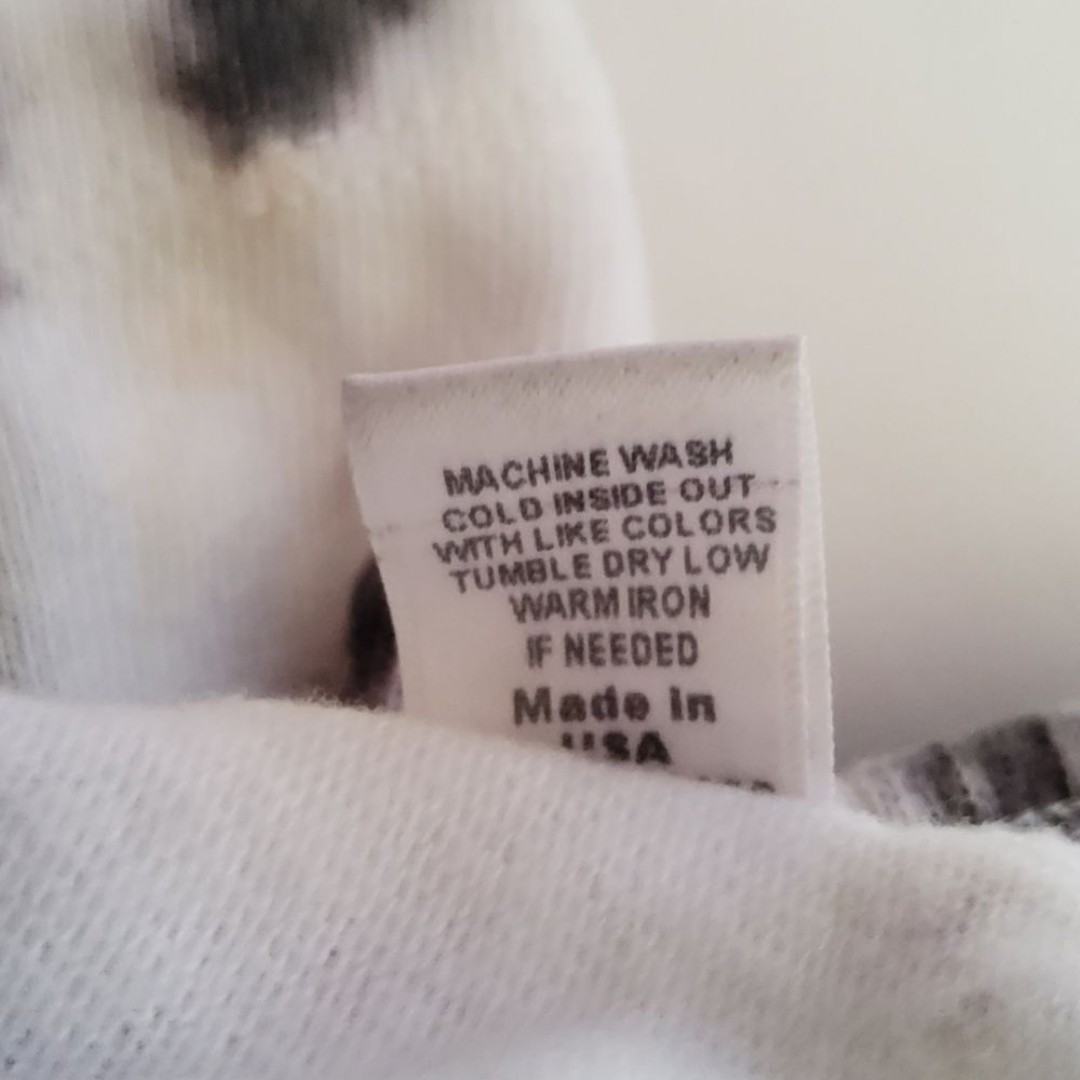 MACHINE WASH
COLD INSIDE OUT
WITH LIKE COLORS
TUMBLE DRY LOW
WARM IRON
IF NEEDED
Made in
USA